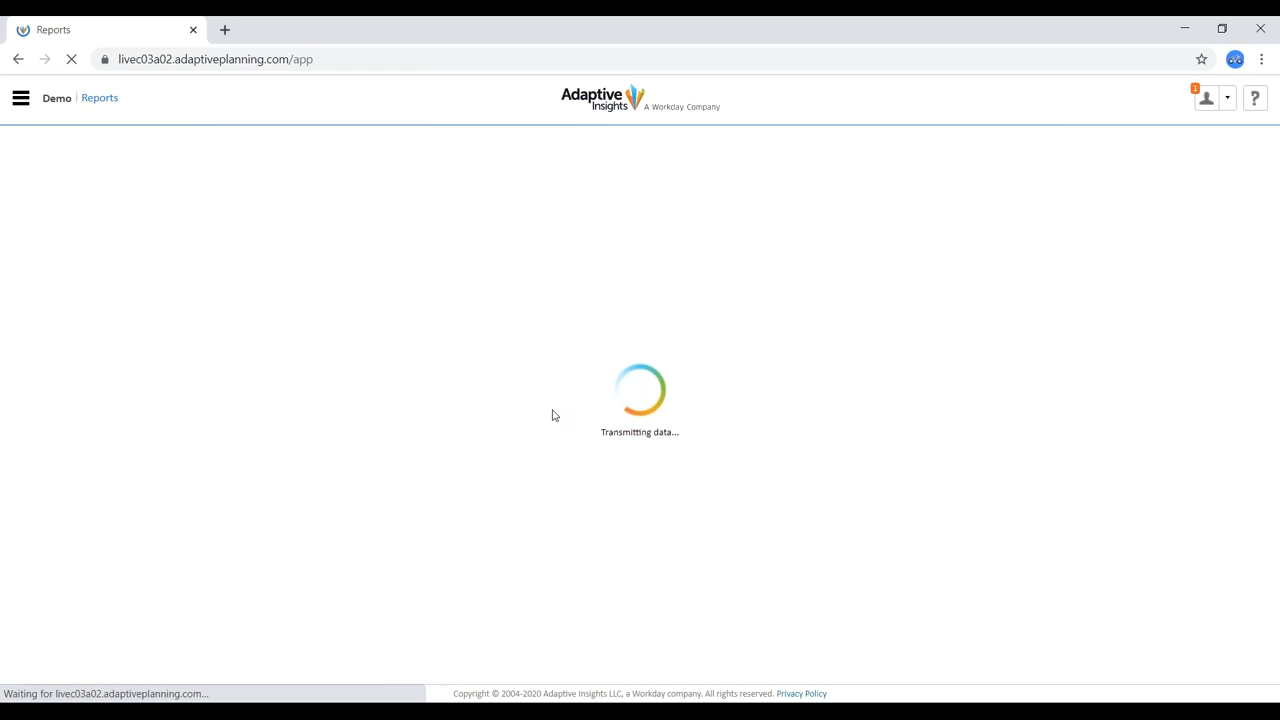 Reports
livec03a02.adaptiveplanning.com/app
Demo
Reports
Adaptive
Insights
A Workday Company
1
?
Transmitting data...
Waiting for livec03a02.adaptiveplanning.com...
Copyright © 2004-2020 Adaptive Insights LLC, a Workday company. All rights reserved. Privacy Policy